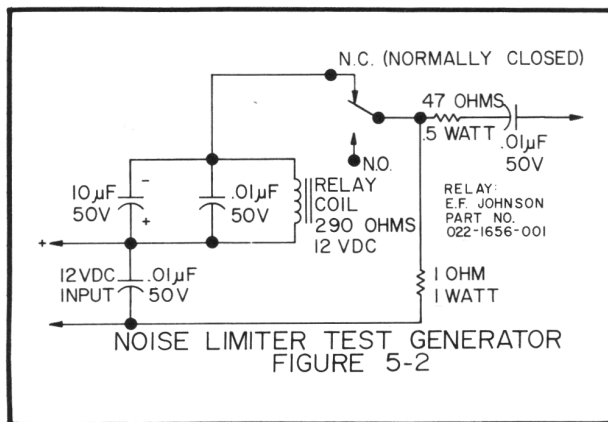 N.C. (NORMALLY CLOSED)
47 OHMS
.5 WATT
.01µF
50V
N.O.
10µF
50V
-
+
.01µF
50V
RELAY
COIL
290 OHMS
12 VDC
RELAY:
E.F. JOHNSON
PART NO.
022-1656-001
+
12VDC
INPUT
.01µF
50V
1 OHM
1 WATT
NOISE LIMITER TEST GENERATOR
FIGURE 5-2